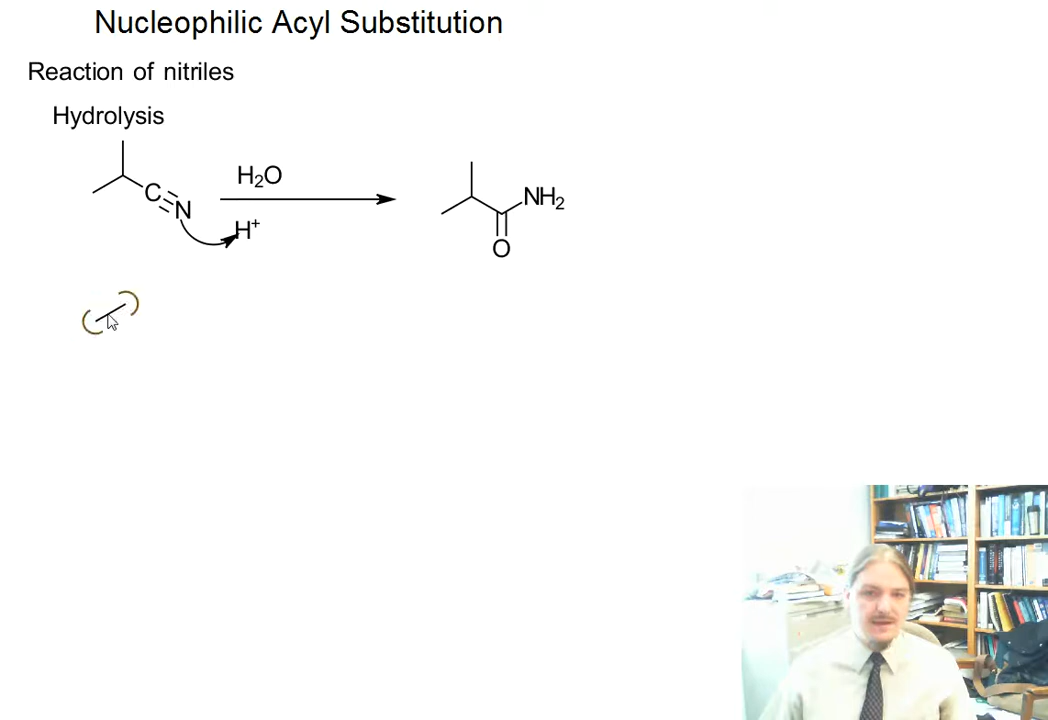 Nucleophilic Acyl Substitution
Reaction of nitriles
Hydrolysis
C≡N
H₂O
H⁺
NH₂
O